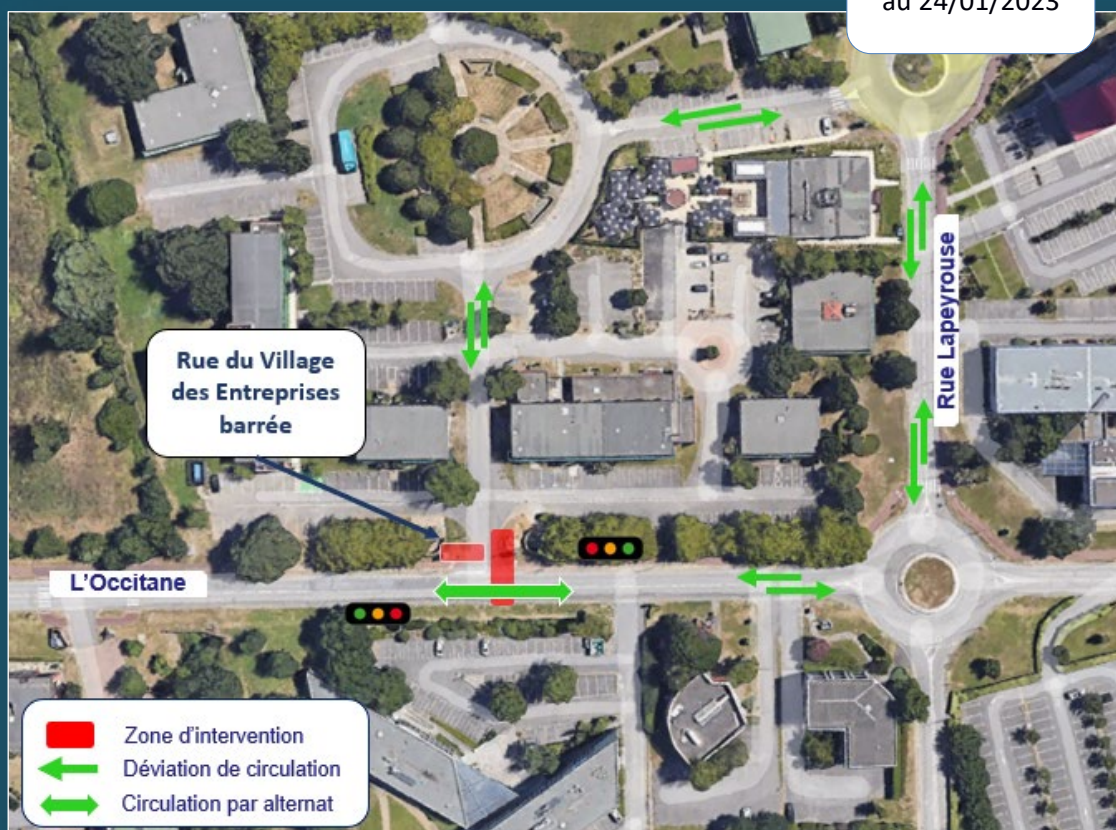 au 24/01/2023
Rue Lapeyrouse
Rue du Village
des Entreprises
barrée
L'Occitane
Zone d'intervention
Déviation de circulation
Circulation par alternat